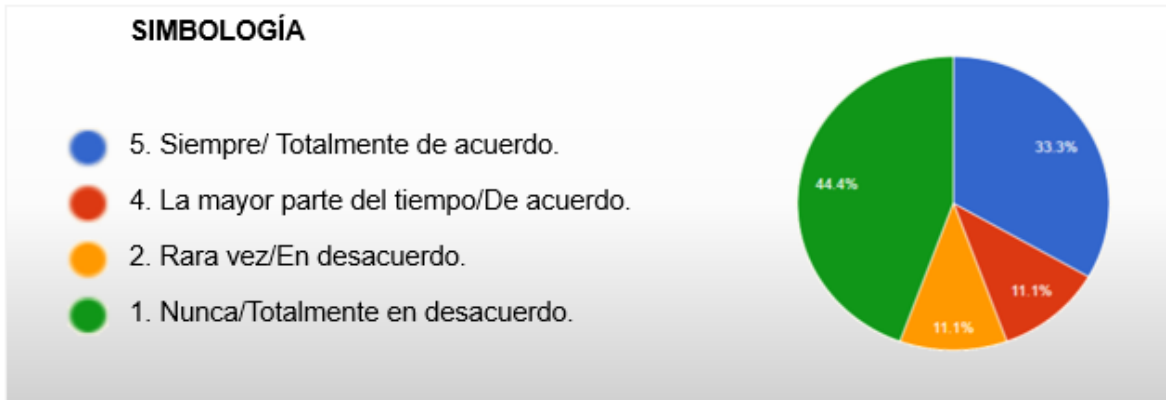 SIMBOLOGÍA
5. Siempre/ Totalmente de acuerdo.
4. La mayor parte del tiempo/De acuerdo.
2. Rara vez/En desacuerdo.
1. Nunca/Totalmente en desacuerdo.
33.3%
11.1%
11.1%
44.4%